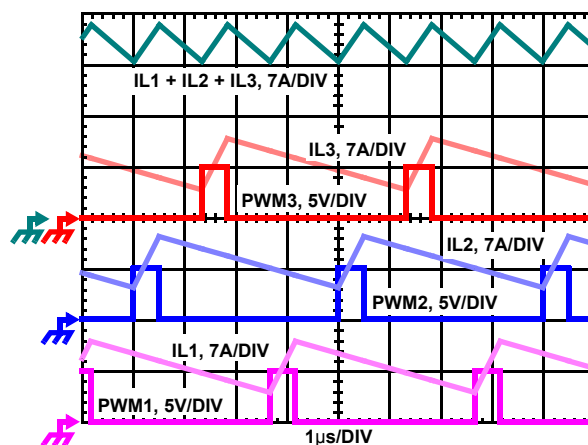 IL1 + IL2 + IL3, 7A/DIV
IL3, 7A/DIV
PWM3, 5V/DIV
IL2, 7A/DIV
PWM2, 5V/DIV
IL1, 7A/DIV
PWM1, 5V/DIV
1µs/DIV